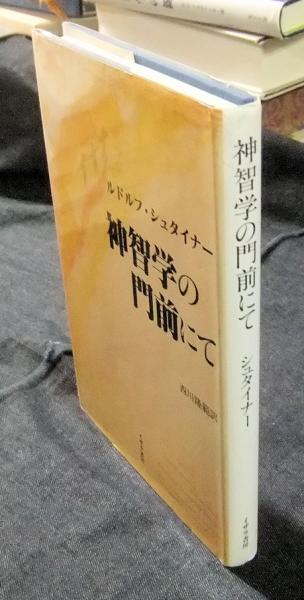 ルドルフ・シュタイナー
神智学の
門前にて
西川隆範訳
イザラ書房
神智学の門前にて
シュタイナー
イザラ書房